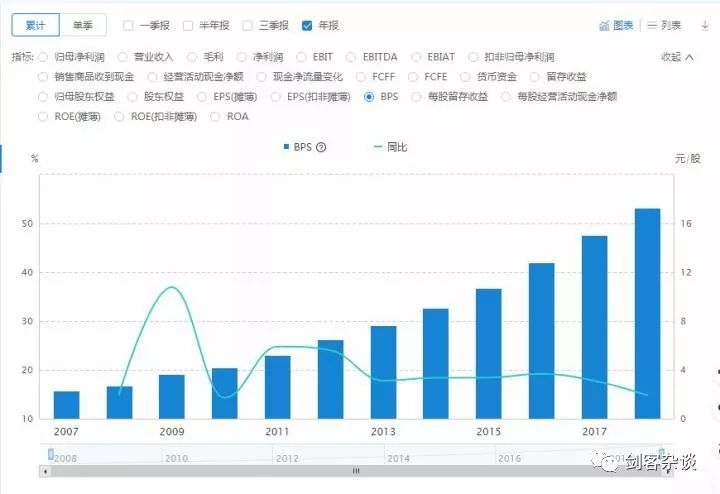 累计 单季 一季报 半年报 三季报 年报 图表 列表
指标: 归母净利润 营业收入 毛利 净利润 EBIT EBITDA EBIAT 扣非归母净利润 收起
销售商品收到现金 经营活动现金净额 现金净流量变化 FCFF FCFE 货币资金 留存收益
归母股东权益 股东权益 EPS(摊薄) EPS(扣非摊薄) BPS 每股留存收益 每股经营活动现金净额
ROE(摊薄) ROE(扣非摊薄) ROA
BPS ? 同比
% 元/股
50 16
40 12
30 8
20 4
10 0
2007 2009 2011 2013 2015 2017
2008 2010 2012 2014 2016
剑客杂谈